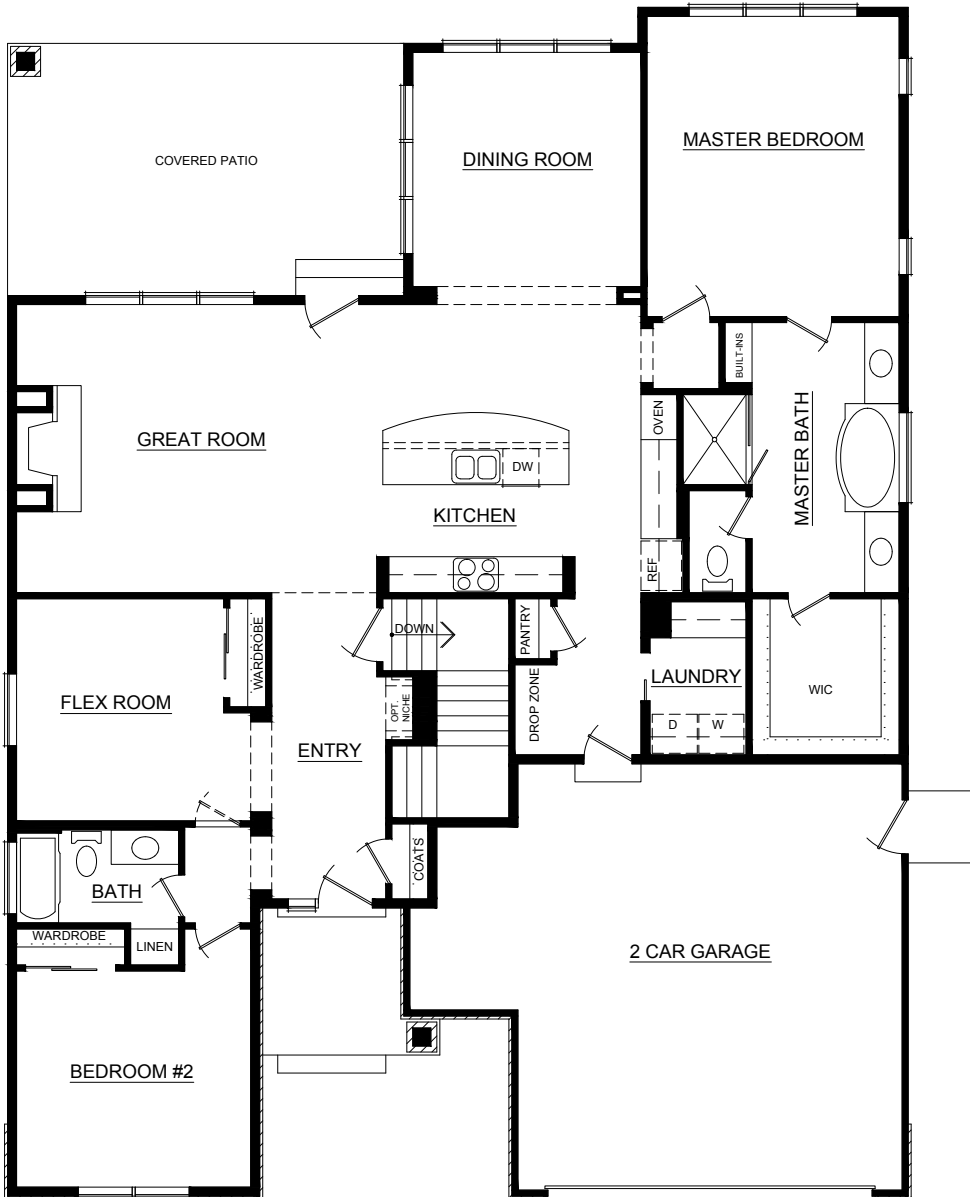 MASTER BEDROOM
DINING ROOM
COVERED PATIO
BUILT-INS
OVEN
MASTER BATH
GREAT ROOM
DW
KITCHEN
REF
DOWN
PANTRY
WARDROBE
LAUNDRY
WIC
FLEX ROOM
OPT.
NICHE
DROP ZONE
D
W
ENTRY
COATS
BATH
WARDROBE
LINEN
2 CAR GARAGE
BEDROOM #2